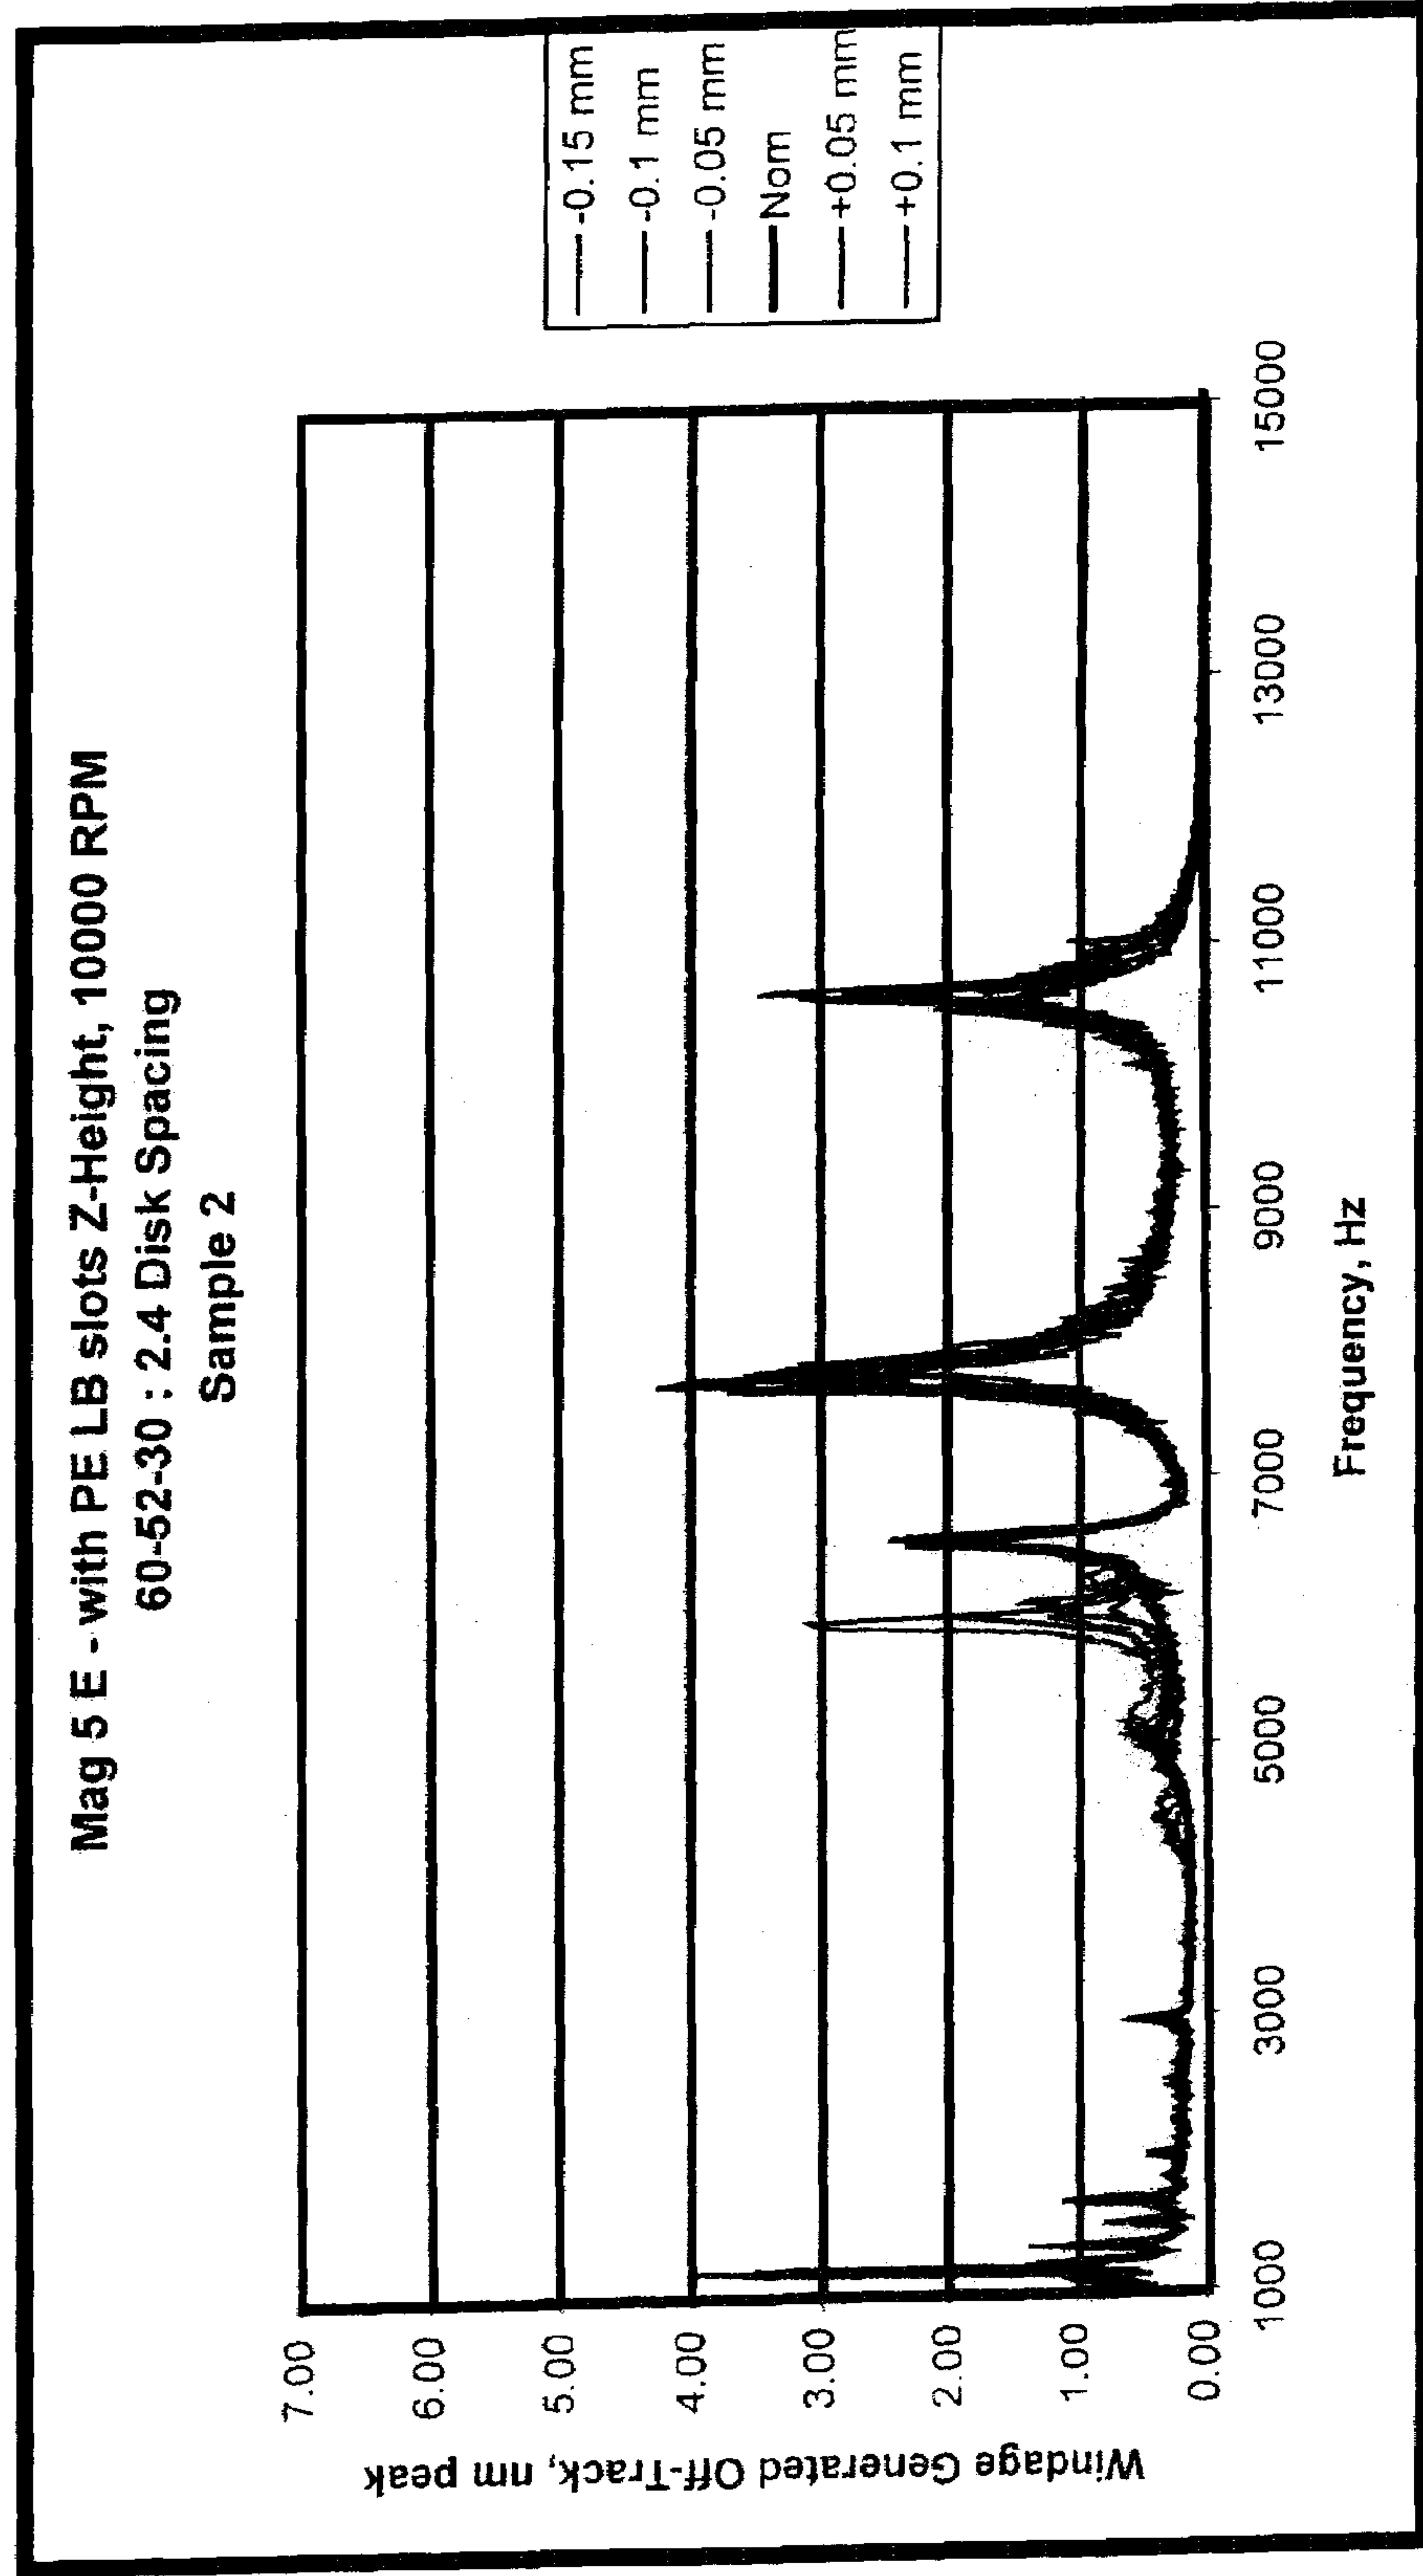 Mag 5 E - with PE LB slots Z-Height, 10000 RPM
60-52-30 : 2.4 Disk Spacing
Sample 2
Windage Generated Off-Track, nm peak
7.00
6.00
5.00
4.00
3.00
2.00
1.00
0.00
1000
3000
5000
7000
9000
11000
13000
15000
Frequency, Hz
-0.15 mm
-0.1 mm
-0.05 mm
Nom
+0.05 mm
+0.1 mm